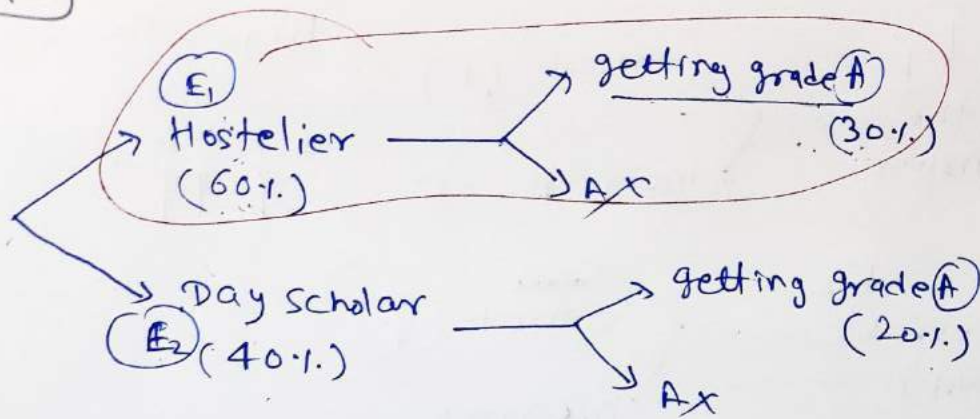 E₁
getting grade A
Hostelier
(30%.)
(60%.)
A X
Day Scholar
getting grade A
E₂
(40%.)
(20%.)
A X